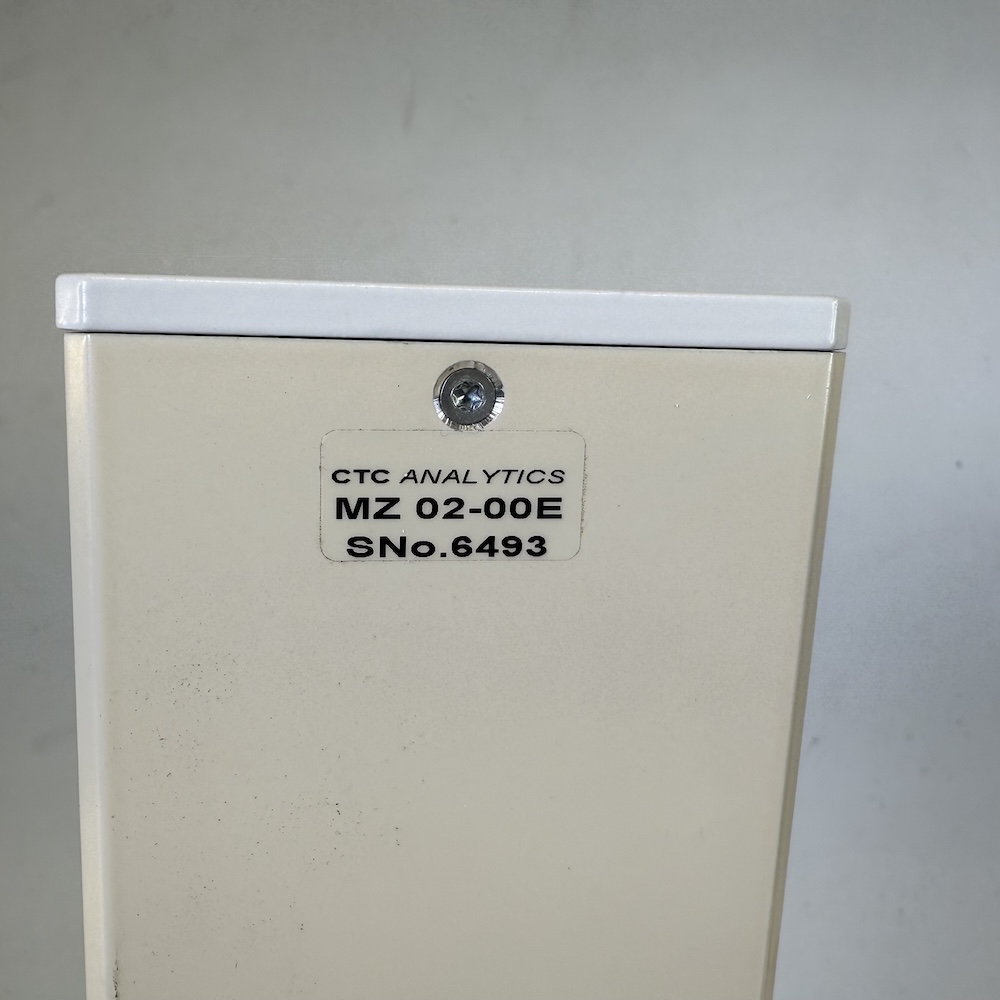 CTC ANALYTICS
MZ 02-00E
SNo.6493